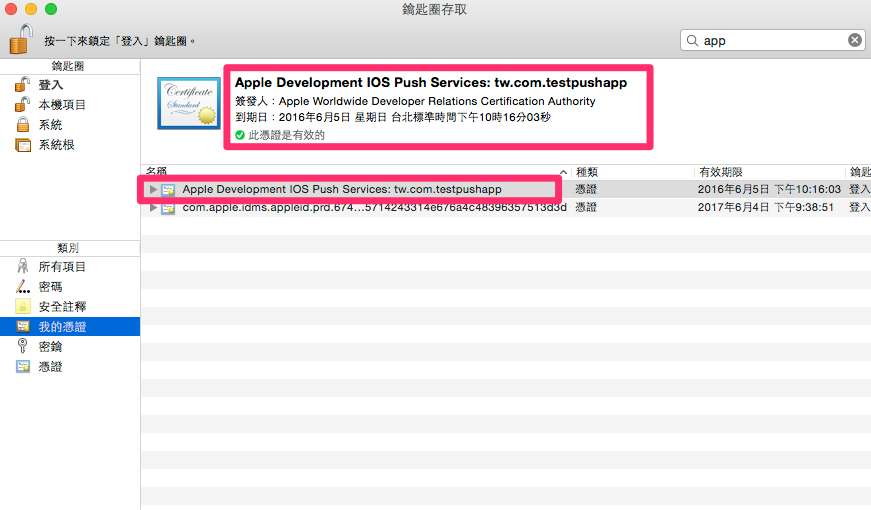 鑰匙圈存取
按一下來鎖定「登入」鑰匙圈。
app
鑰匙圈
登入
本機項目
系統
系統根
Certificate
Standard
Apple Development IOS Push Services: tw.com.testpushapp
簽發人：Apple Worldwide Developer Relations Certification Authority
到期日：2016年6月5日 星期日 台北標準時間下午10時16分03秒
此憑證是有效的
名稱 種類 有效期限 鑰匙
Apple Development IOS Push Services: tw.com.testpushapp 憑證 2016年6月5日 下午10:16:03 登入
com.apple.idms.appleid.prd.674...5714243314e676a4c48396357513d3d 憑證 2017年6月4日 下午9:38:51 登入
類別
所有項目
密碼
安全註釋
我的憑證
密鑰
憑證